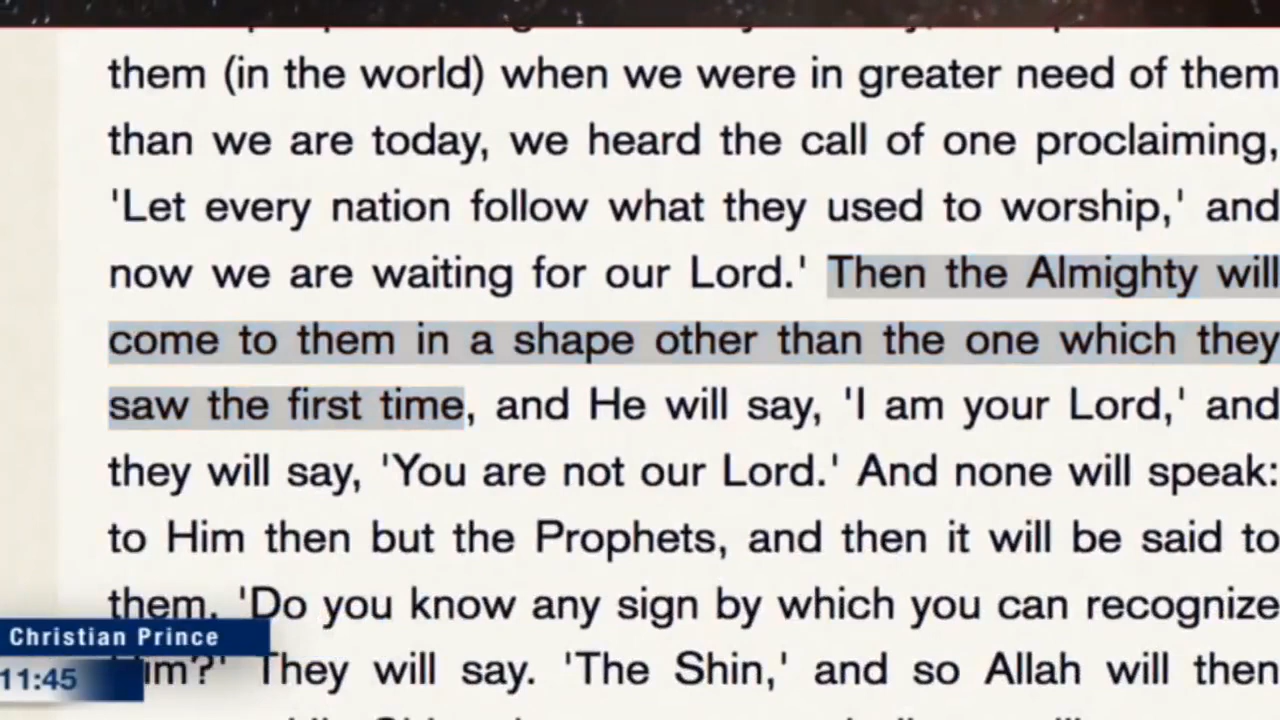 them (in the world) when we were in greater need of them
than we are today, we heard the call of one proclaiming,
'Let every nation follow what they used to worship,' and
now we are waiting for our Lord.' Then the Almighty will
come to them in a shape other than the one which they
saw the first time, and He will say, 'I am your Lord,' and
they will say, 'You are not our Lord.' And none will speak:
to Him then but the Prophets, and then it will be said to
them, 'Do you know any sign by which you can recognize
Him?' They will say. 'The Shin,' and so Allah will then
Christian Prince
11:45